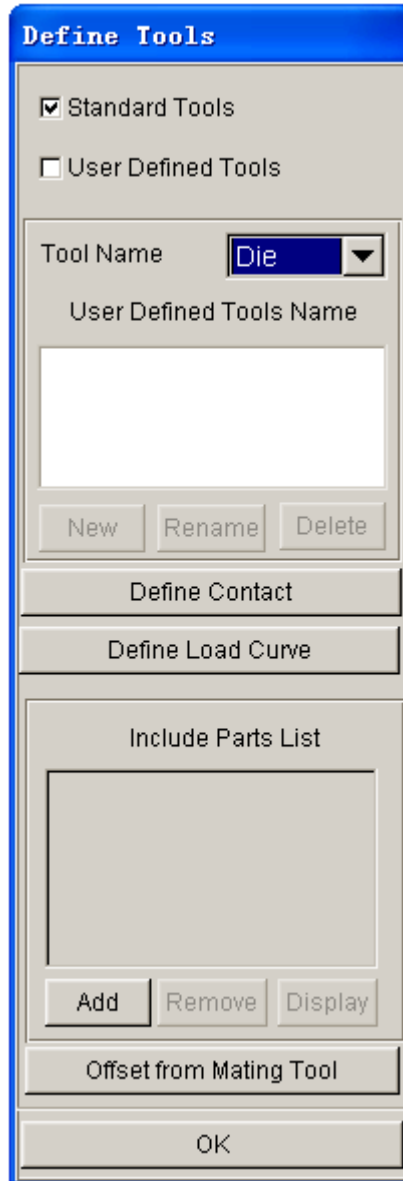 Define Tools
Standard Tools
User Defined Tools
Tool Name Die
User Defined Tools Name
New Rename Delete
Define Contact
Define Load Curve
Include Parts List
Add Remove Display
Offset from Mating Tool
OK